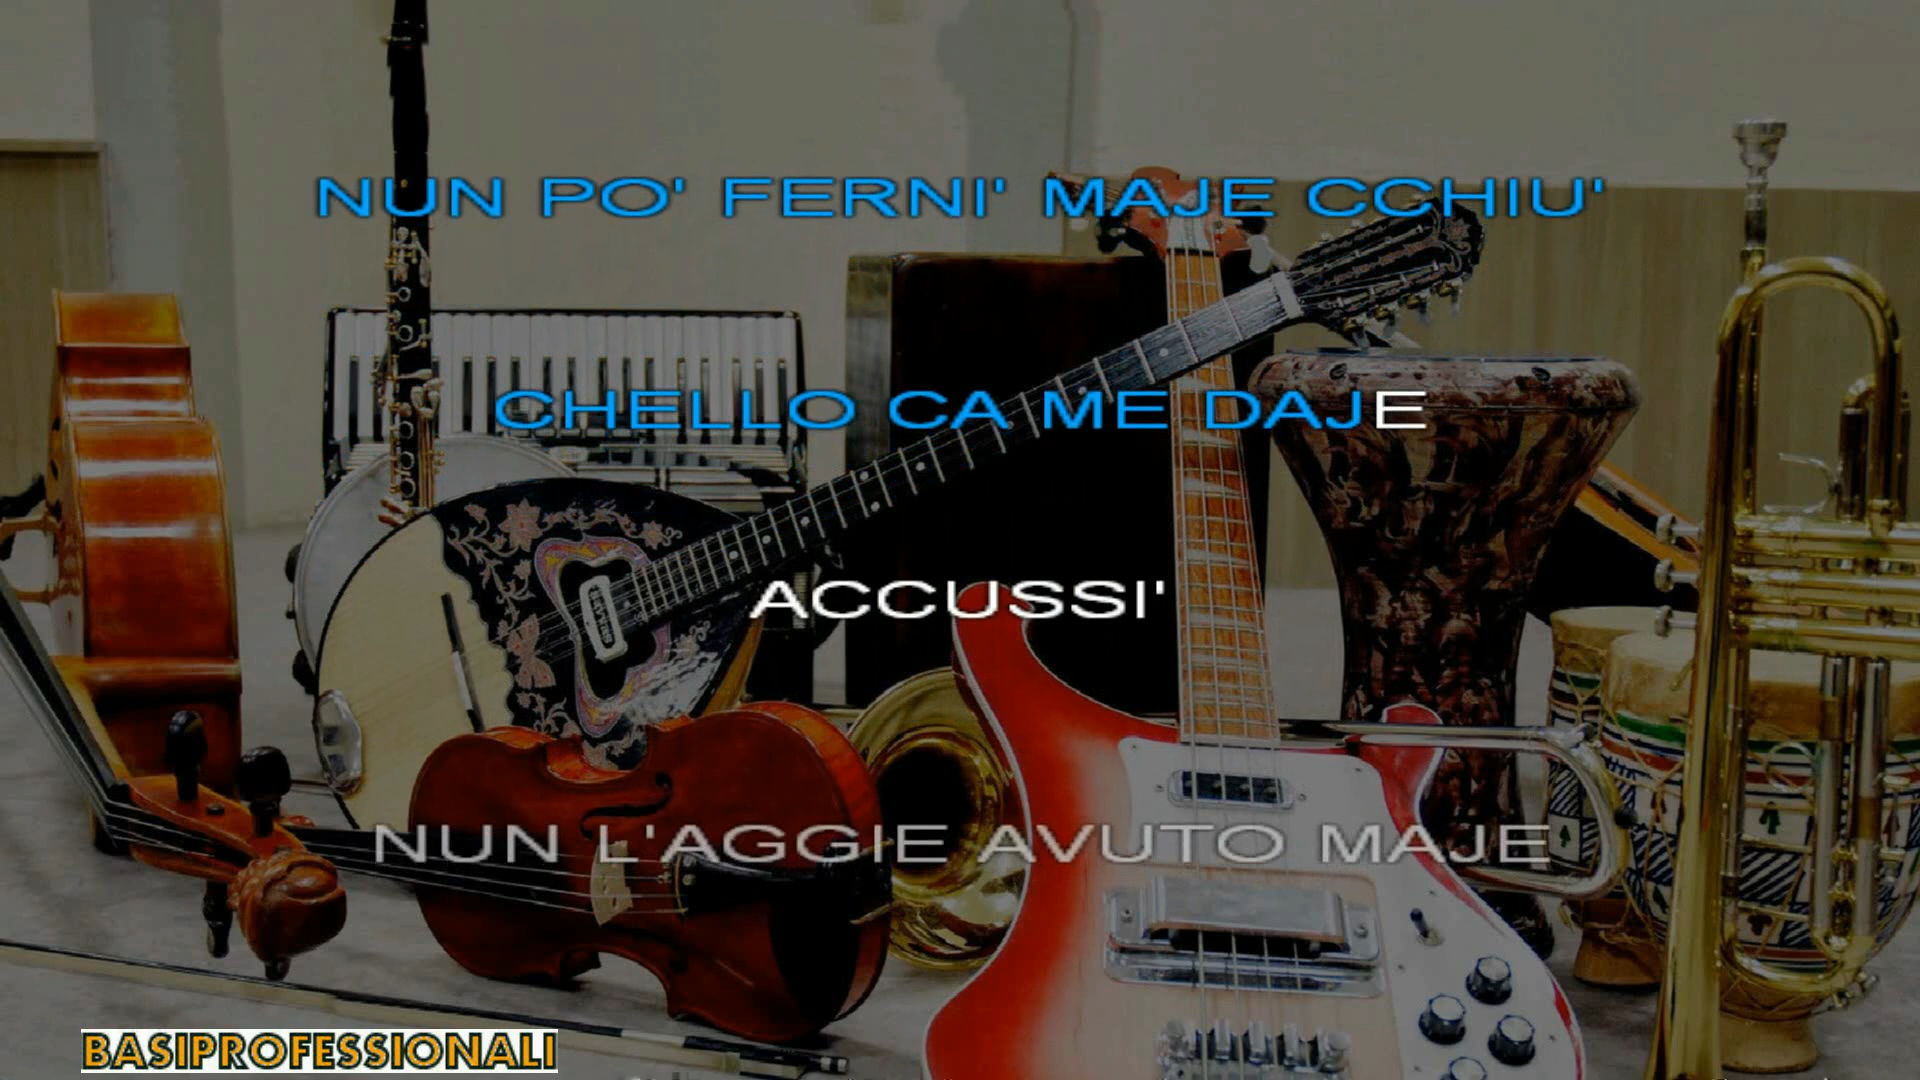 NUN PO' FERNI' MAJE CCHIU'
CHELLO CA ME DAJE
ACCUSSI'
NUN L'AGGIE AVUTO MAJE
BASIPROFESSIONALI